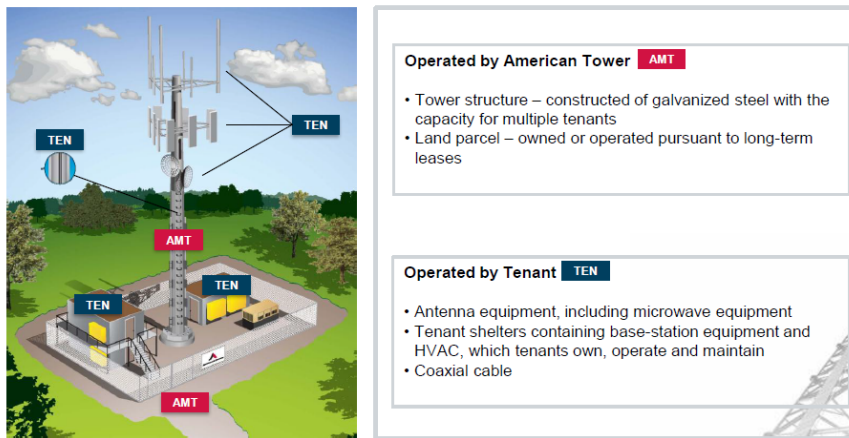 TEN
TEN
AMT
TEN
TEN
AMT
Operated by American Tower AMT
• Tower structure – constructed of galvanized steel with the
capacity for multiple tenants
• Land parcel – owned or operated pursuant to long-term
leases
Operated by Tenant TEN
• Antenna equipment, including microwave equipment
• Tenant shelters containing base-station equipment and
HVAC, which tenants own, operate and maintain
• Coaxial cable